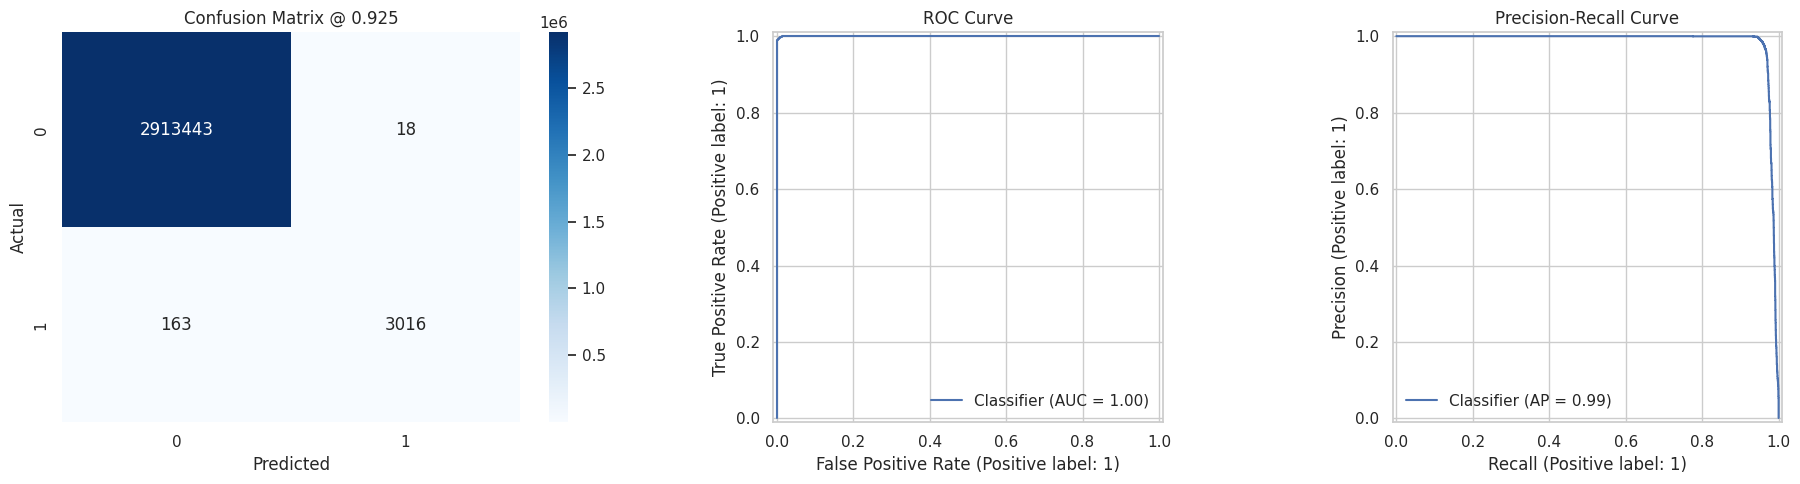 Confusion Matrix @ 0.925
1e6
2913443
18
163
3016
0
1
Actual
0
1
Predicted
2.5
2.0
1.5
1.0
0.5
ROC Curve
1.0
0.8
0.6
0.4
0.2
0.0
True Positive Rate (Positive label: 1)
Classifier (AUC = 1.00)
0.0 0.2 0.4 0.6 0.8 1.0
False Positive Rate (Positive label: 1)
Precision-Recall Curve
1.0
0.8
0.6
0.4
0.2
0.0
Precision (Positive label: 1)
Classifier (AP = 0.99)
0.0 0.2 0.4 0.6 0.8 1.0
Recall (Positive label: 1)